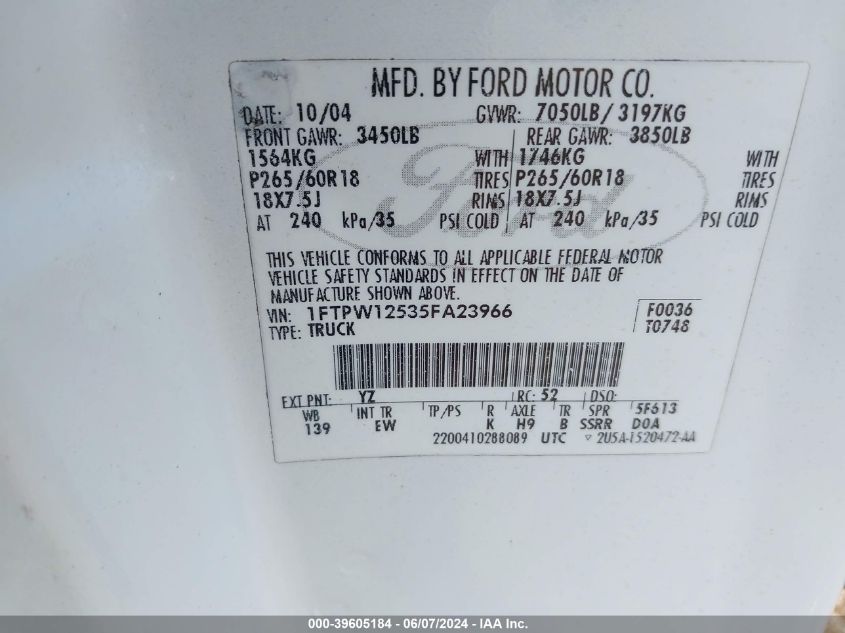 MFD. BY FORD MOTOR CO.
DATE: 10/04 GVWR: 7050LB/ 3197KG
FRONT GAWR: 3450LB REAR GAWR: 3850LB
1564KG WITH 1746KG WITH
P265/60R18 TIRES P265/60R18 TIRES
18X7.5J RIMS 18X7.5J RIMS
AT 240 kPa/35 PSI COLD AT 240 kPa/35 PSI COLD
Ford
THIS VEHICLE CONFORMS TO ALL APPLICABLE FEDERAL MOTOR
VEHICLE SAFETY STANDARDS IN EFFECT ON THE DATE OF
MANUFACTURE SHOWN ABOVE.
VIN: 1FTPW12535FA23966 F0036
TYPE: TRUCK T0748
EXT PNT: YZ RC: 52 DSO:
WB INT TR TP/PS R AXLE TR SPR 5F613
139 EW K H9 B SSRR DOA
2200410288089 UTC ▿ 2U5A-1520472-AA
000-39605184 - 06/07/2024 - IAA Inc.